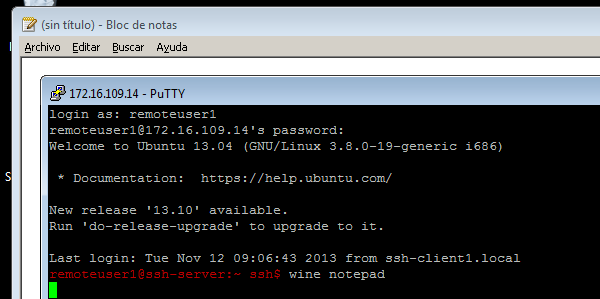 (sin título) - Bloc de notas
Archivo Editar Buscar Ayuda
172.16.109.14 - PuTTY
login as: remoteuser1
remoteuser1@172.16.109.14's password:
Welcome to Ubuntu 13.04 (GNU/Linux 3.8.0-19-generic i686)
* Documentation: https://help.ubuntu.com/
New release '13.10' available.
Run 'do-release-upgrade' to upgrade to it.
Last login: Tue Nov 12 09:06:43 2013 from ssh-client1.local
remoteuser1@ssh-server:~ ssh$ wine notepad